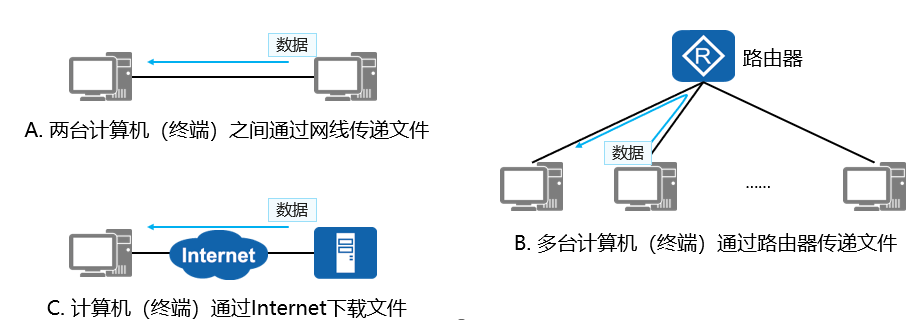 数据
A. 两台计算机（终端）之间通过网线传递文件
数据
Internet
C. 计算机（终端）通过Internet下载文件
R
路由器
数据
......
B. 多台计算机（终端）通过路由器传递文件